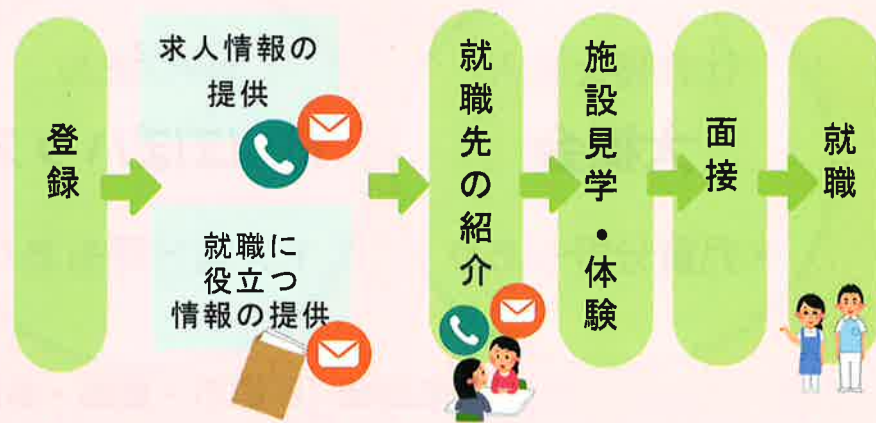 登録
求人情報の
提供
就職に
役立つ
情報の提供
就職先の紹介
施設見学・体験
面接
就職